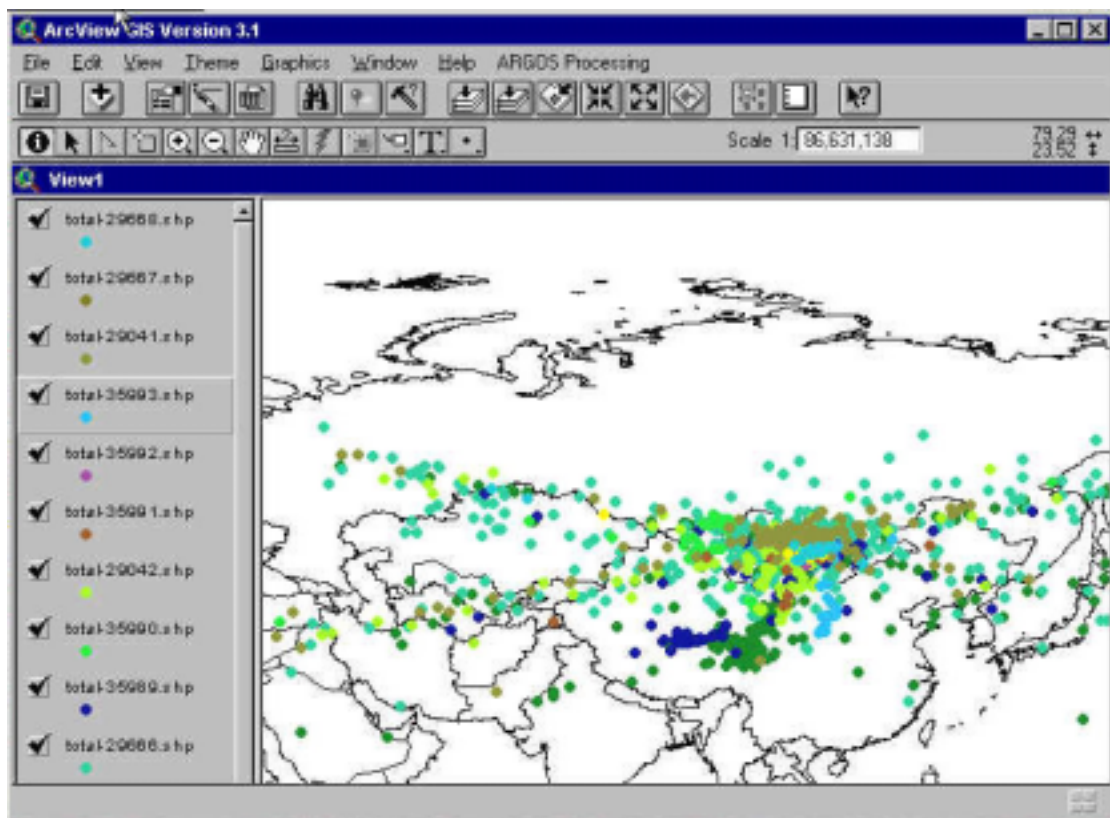 ArcView GIS Version 3.1
File Edit View Theme Graphics Window Help ARGOS Processing
Scale 1: 86,631,138
79.29
23.52
View1
total-29668.shp
total-29667.shp
total-29041.shp
total-35993.shp
total-35992.shp
total-35991.shp
total-29042.shp
total-35990.shp
total-35989.shp
total-29666.shp